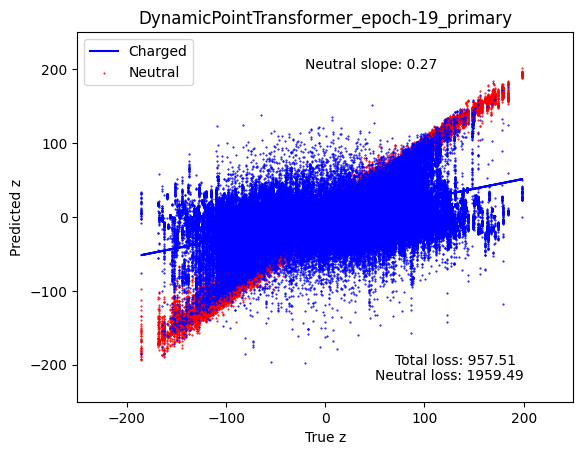 DynamicPointTransformer_epoch-19_primary
Charged
Neutral
Neutral slope: 0.27
200
100
0
−100
−200
Predicted z
Total loss: 957.51
Neutral loss: 1959.49
−200
−100
0
100
200
True z